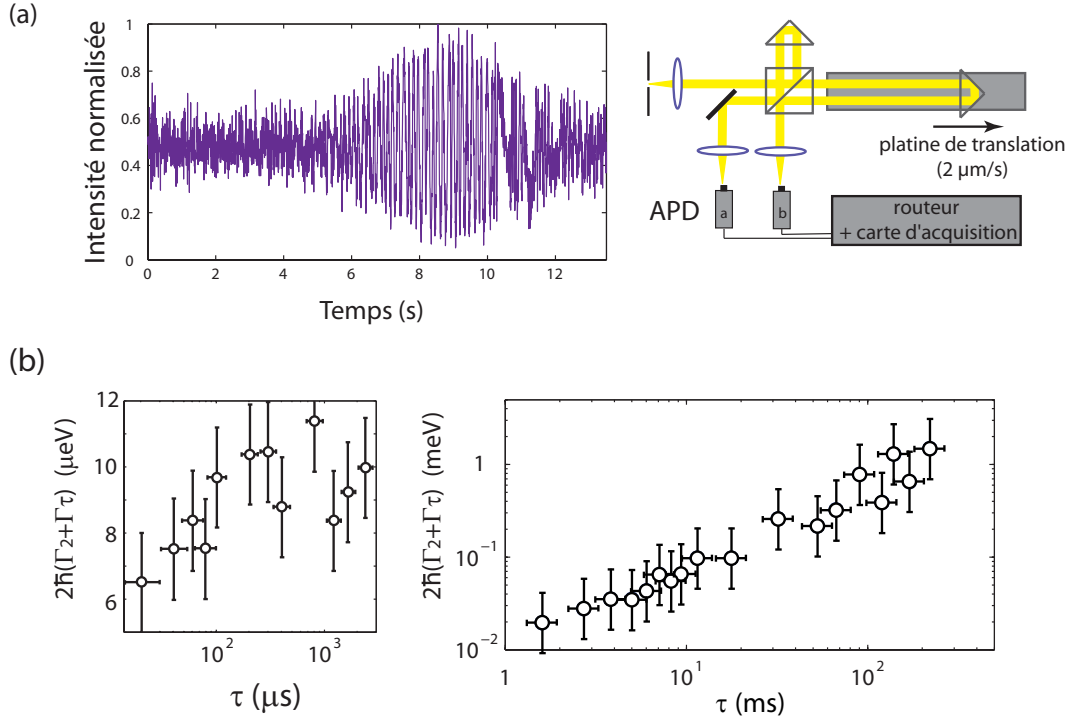 (a)
Intensité normalisée
1
0.8
0.6
0.4
0.2
0
0 2 4 6 8 10 12
Temps (s)
platine de translation
(2 µm/s)
APD
a
b
routeur
+ carte d'acquisition
(b)
2ħ(Γ2+Γτ) (µeV)
12
10
8
6
10²
10³
τ (µs)
2ħ(Γ2+Γτ) (meV)
1
10⁻¹
10⁻²
1
10¹
10²
τ (ms)